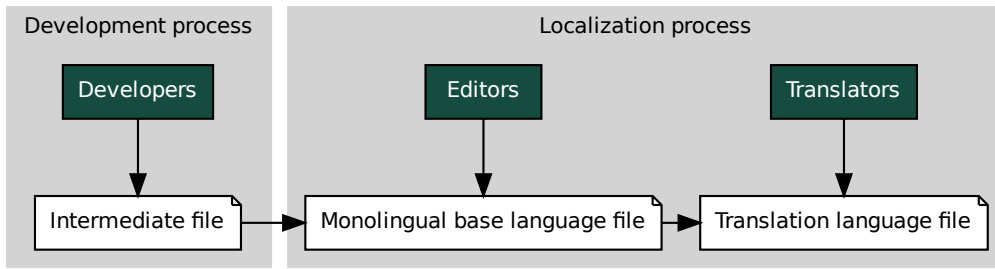 Development process
Localization process
Developers
Editors
Translators
Intermediate file
Monolingual base language file
Translation language file